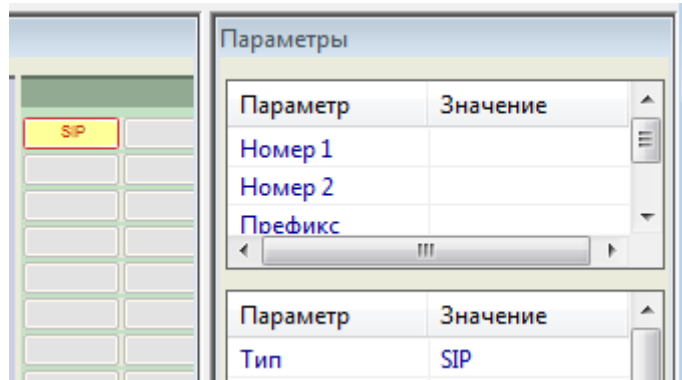 Параметры
Параметр Значение
SIP
Номер 1
Номер 2
Префикс
Параметр Значение
Тип SIP